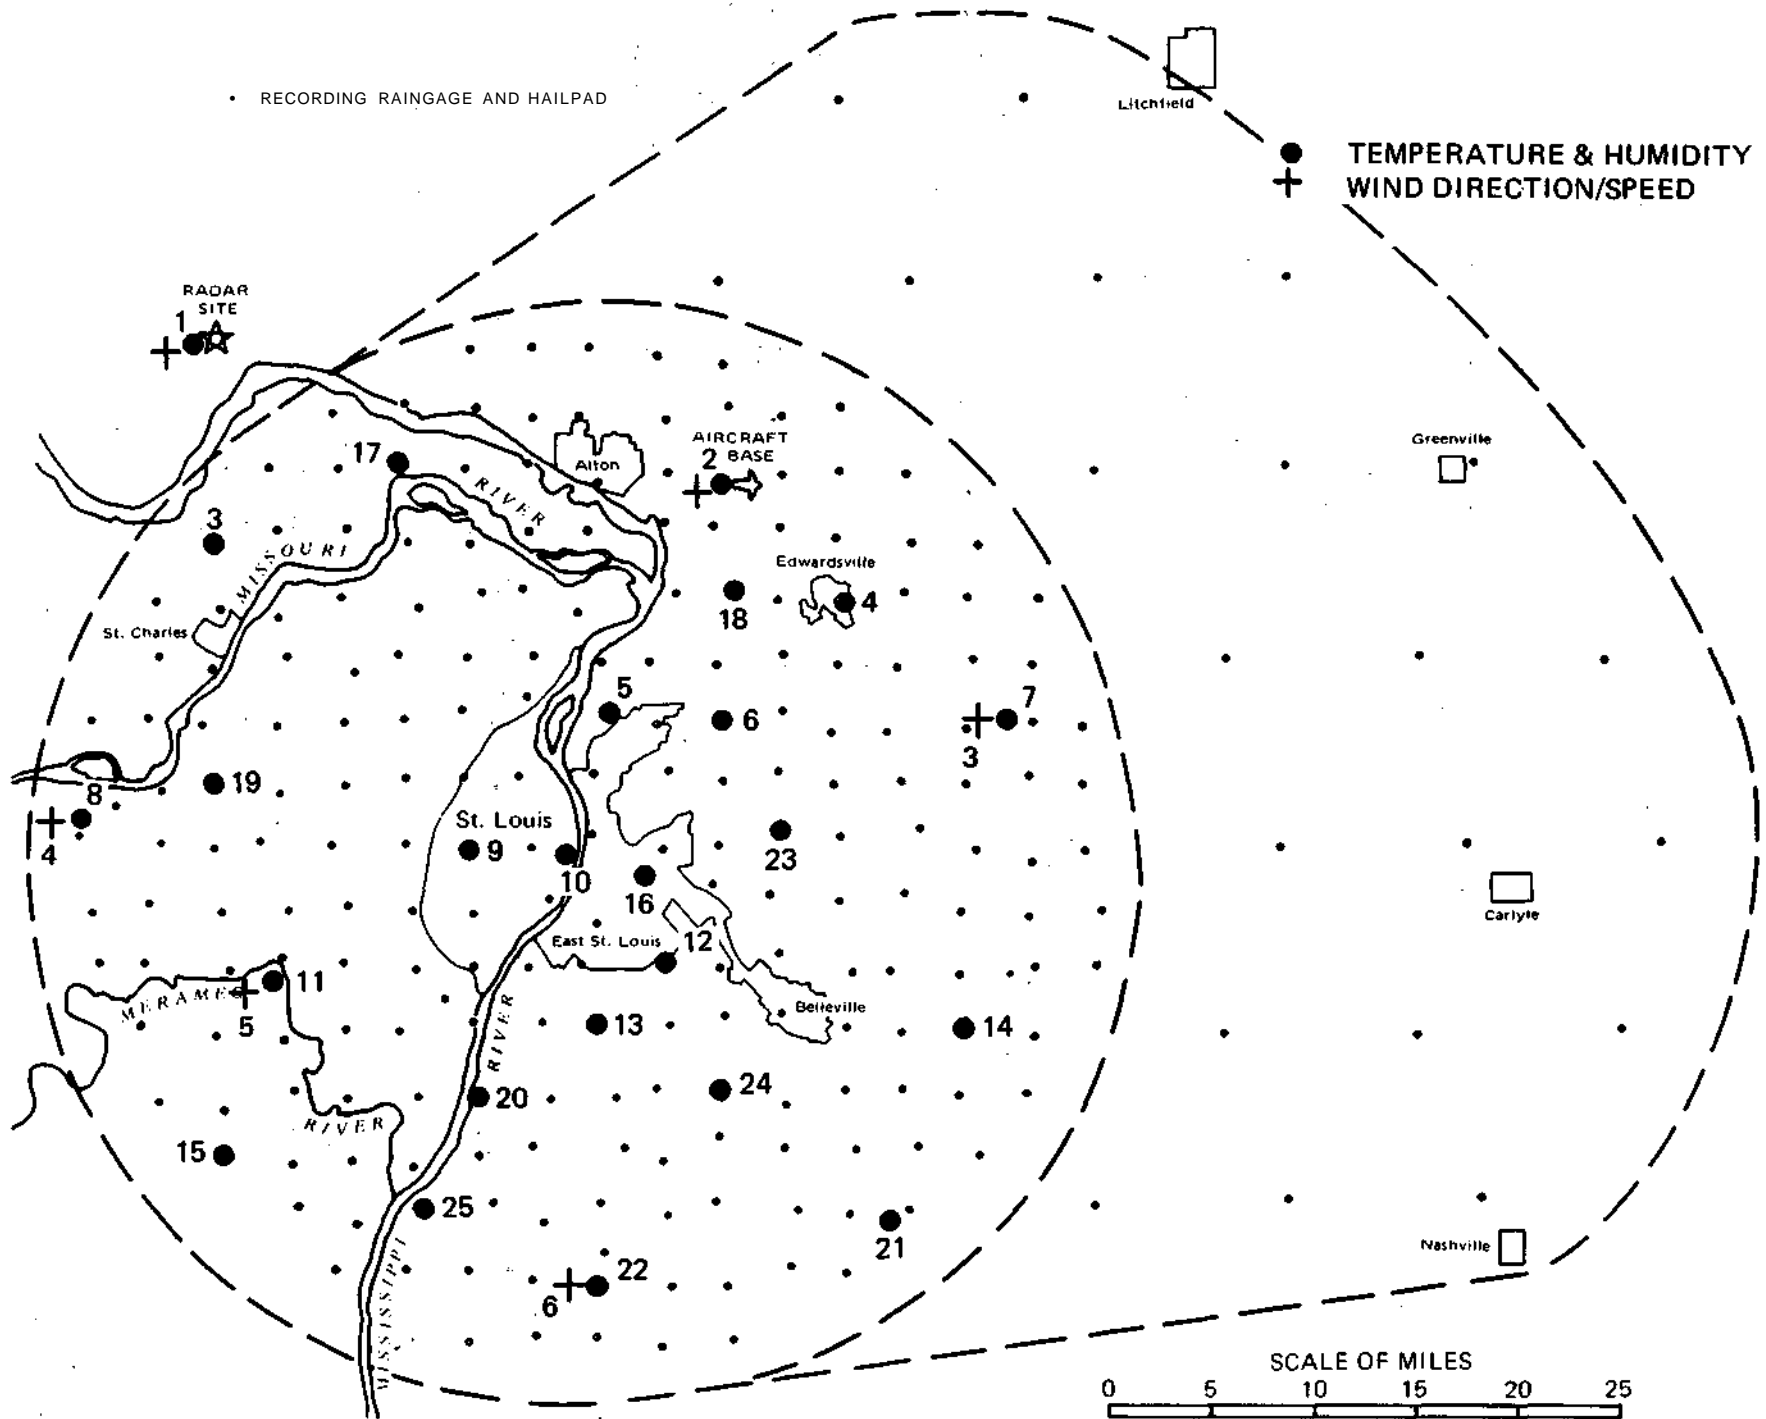 • RECORDING RAINGAGE AND HAILPAD
Litchfield
TEMPERATURE & HUMIDITY
WIND DIRECTION/SPEED
RADAR
SITE
1
17
Alton
AIRCRAFT
2 BASE
Greenville
RIVER
3
MISSOURI
Edwardsville
18
4
St. Charles
5
6
7
3
8
19
4
St. Louis
9
10
16
23
Carlyle
East St. Louis
12
11
MERAMEC
5
Belleville
13
14
RIVER
20
24
RIVER
15
25
21
Nashville
MISSISSIPPI
22
6
SCALE OF MILES
0 5 10 15 20 25